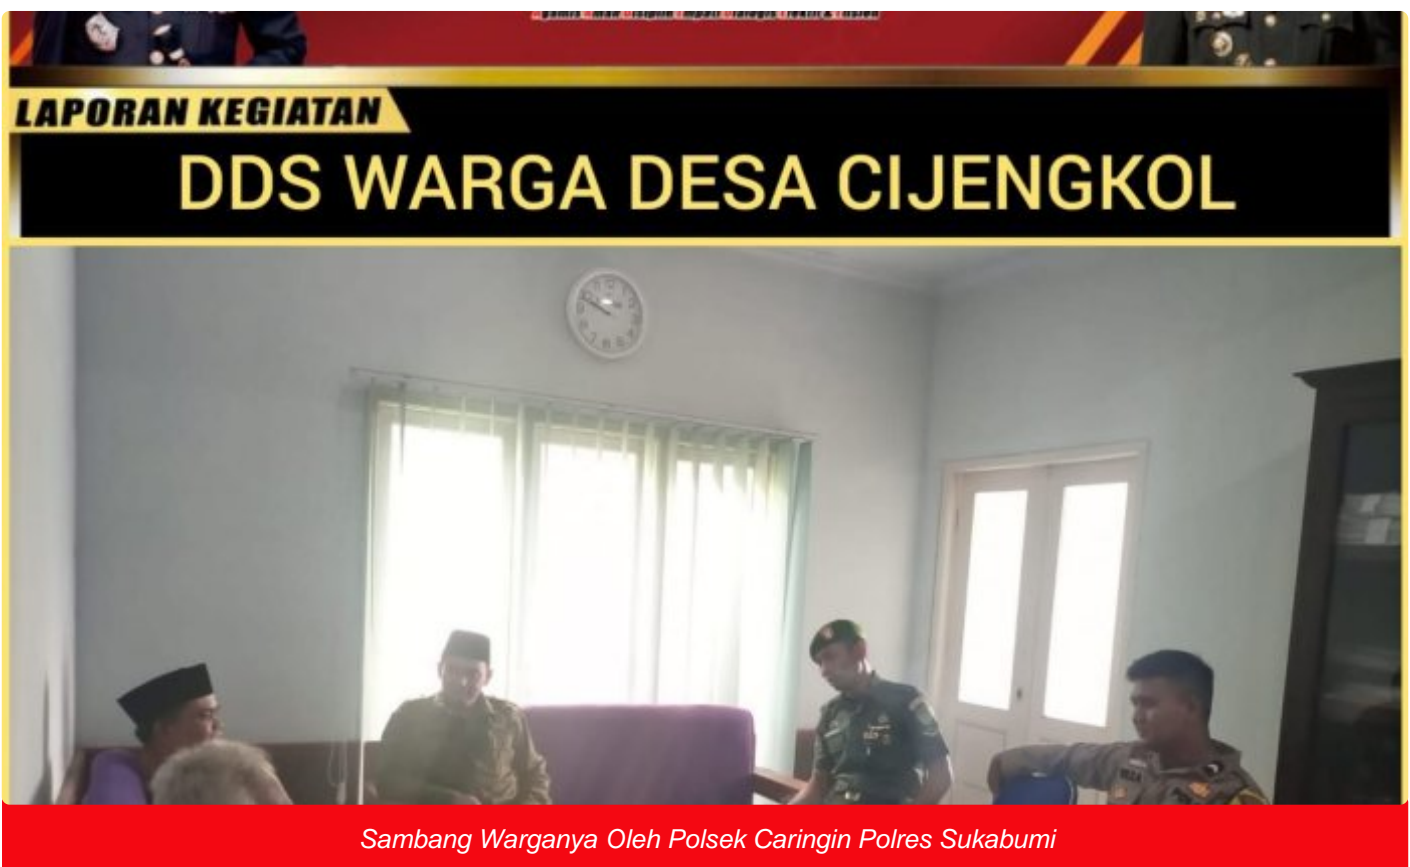 LAPORAN KEGIATAN
DDS WARGA DESA CIJENGKOL
Sambang Warganya Oleh Polsek Caringin Polres Sukabumi